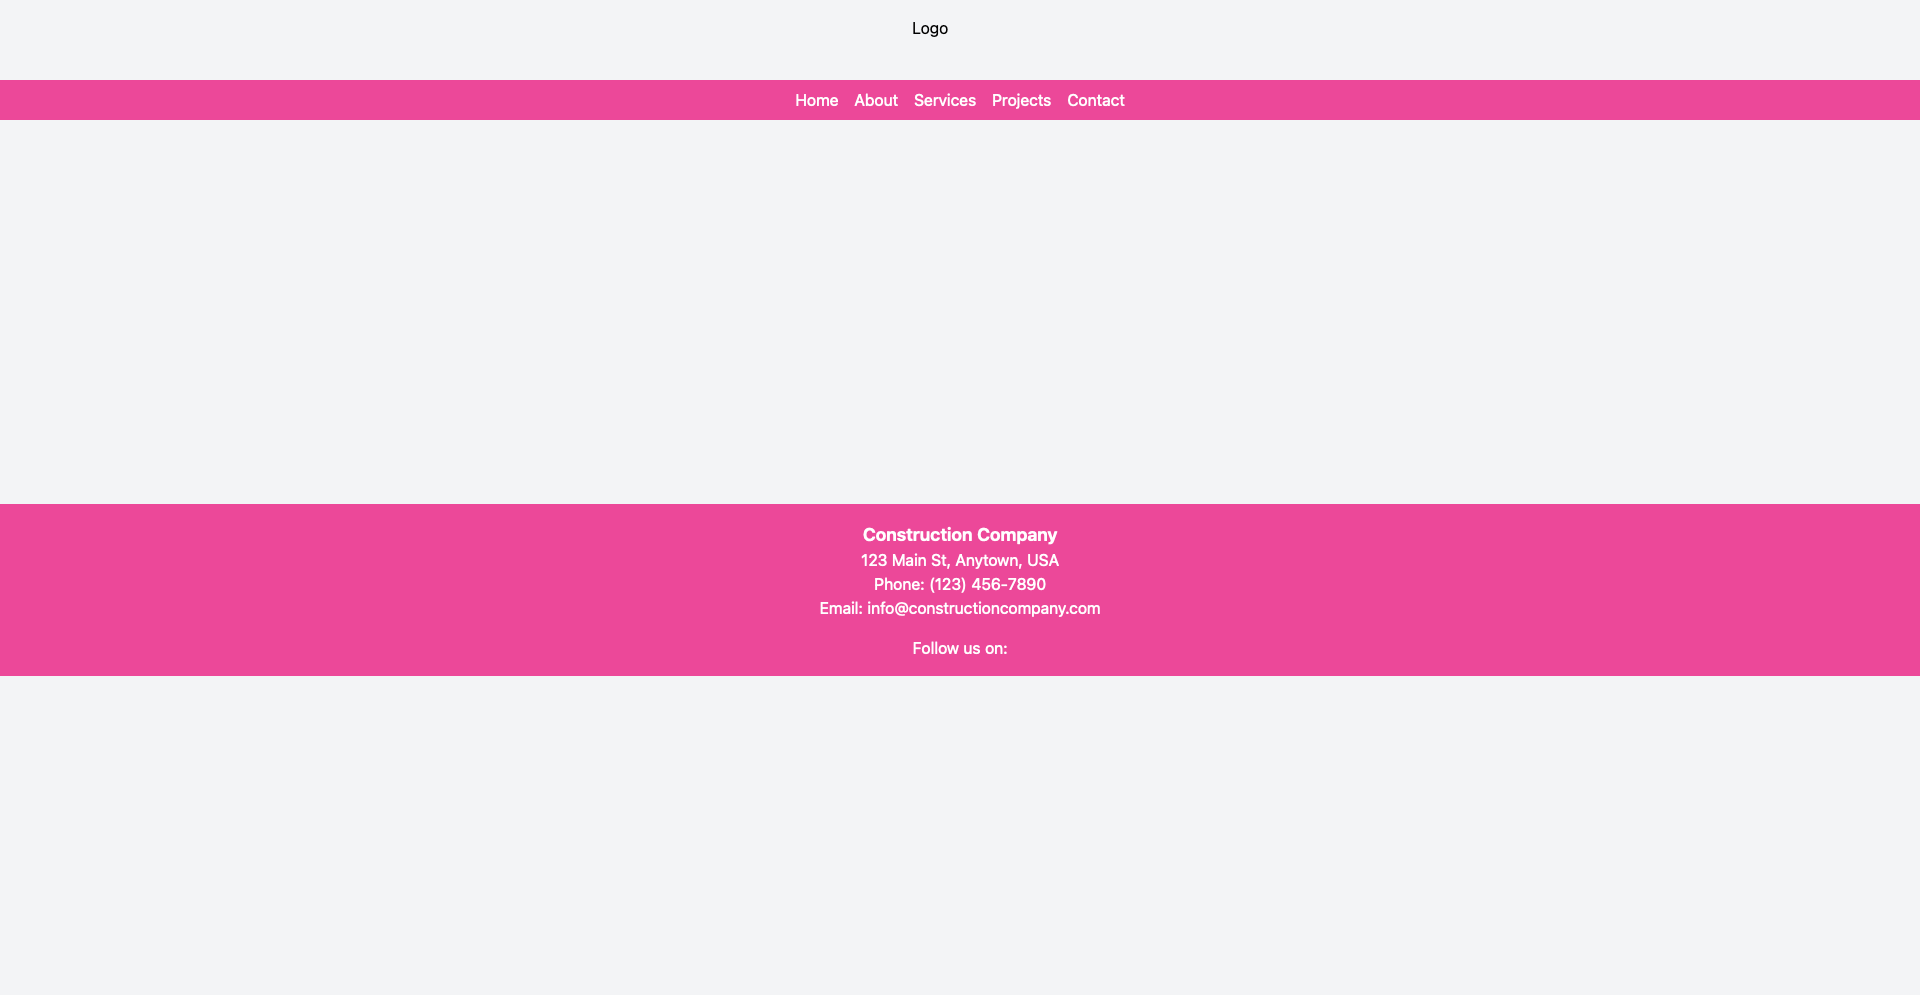 Logo
Home About Services Projects Contact
Construction Company
123 Main St, Anytown, USA
Phone: (123) 456-7890
Email: info@constructioncompany.com
Follow us on: